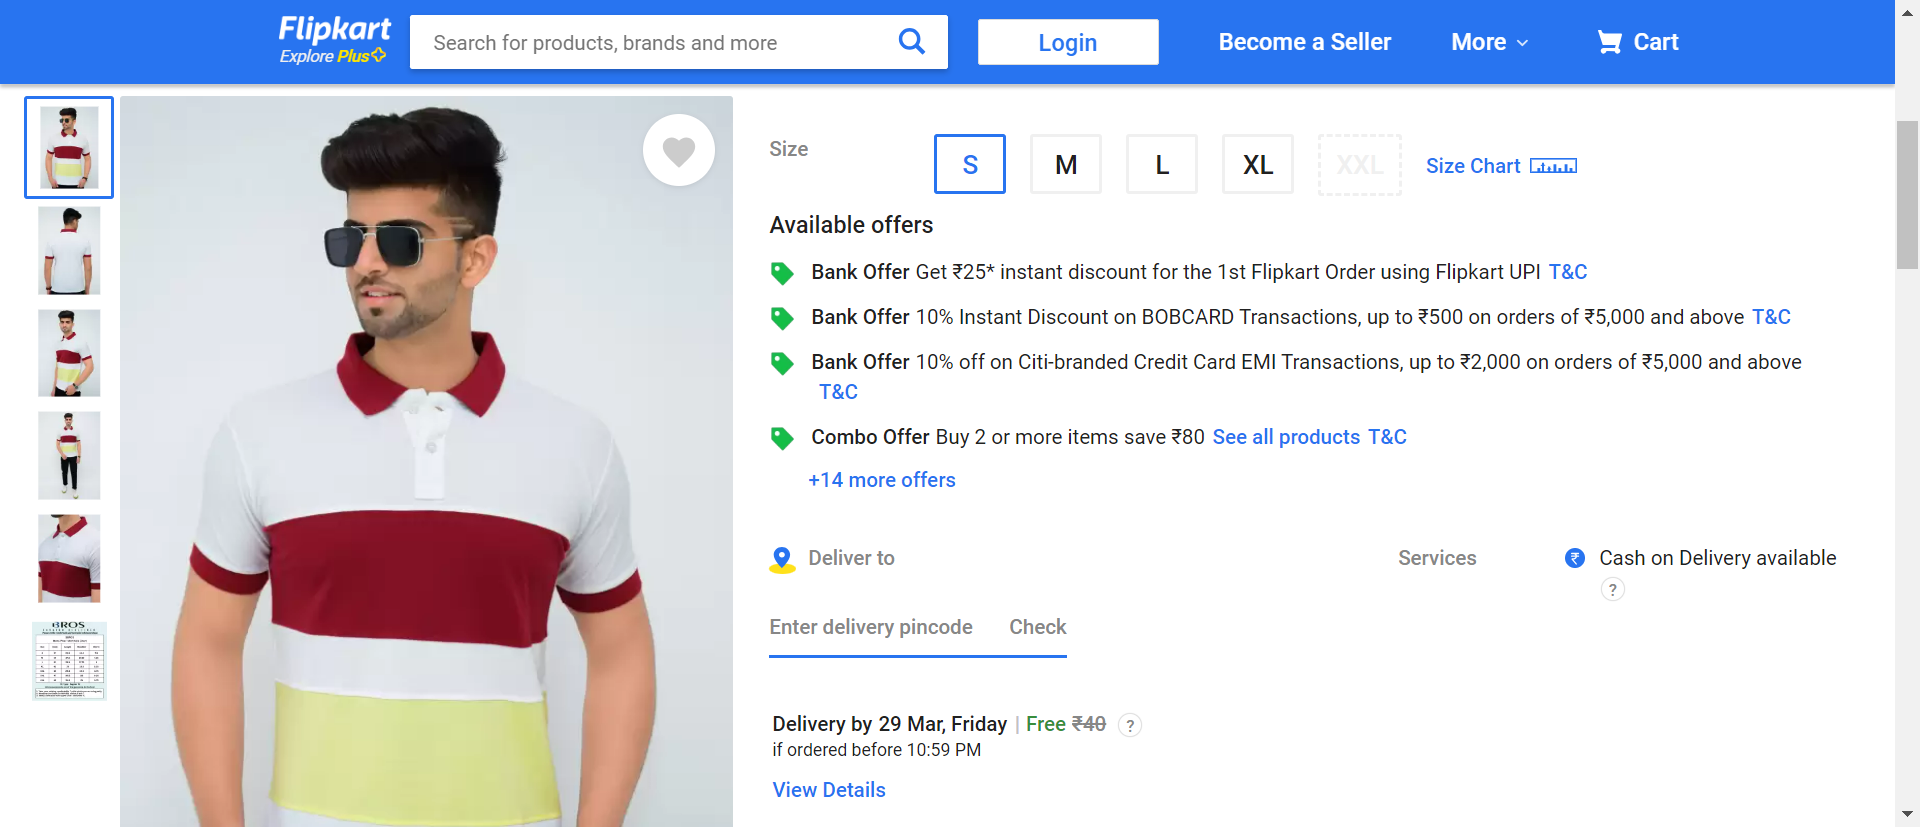 Flipkart
Explore Plus
Search for products, brands and more
Login
Become a Seller
More
Cart
Size
S
M
L
XL
XXL
Size Chart
Available offers
Bank Offer Get ₹25* instant discount for the 1st Flipkart Order using Flipkart UPI T&C
Bank Offer 10% Instant Discount on BOBCARD Transactions, up to ₹500 on orders of ₹5,000 and above T&C
Bank Offer 10% off on Citi-branded Credit Card EMI Transactions, up to ₹2,000 on orders of ₹5,000 and above
T&C
Combo Offer Buy 2 or more items save ₹80 See all products T&C
+14 more offers
Deliver to
Services
₹ Cash on Delivery available
?
Enter delivery pincode
Check
Delivery by 29 Mar, Friday | Free ₹40 ?
if ordered before 10:59 PM
View Details
BROS